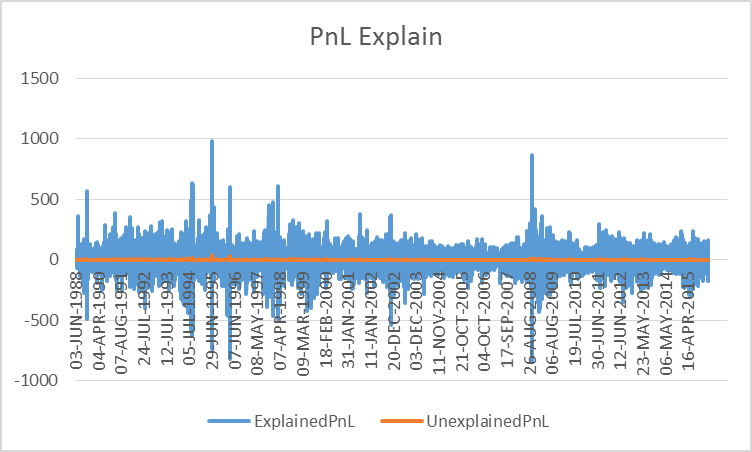 PnL Explain
1500
1000
500
0
-500
-1000
03-JUN-1988
04-APR-1990
07-AUG-1991
24-JUL-1992
12-JUL-1993
05-JUL-1994
29-JUN-1995
07-JUN-1996
08-MAY-1997
07-APR-1998
09-MAR-1999
18-FEB-2000
31-JAN-2001
11-JAN-2002
20-DEC-2002
03-DEC-2003
11-NOV-2004
21-OCT-2005
04-OCT-2006
17-SEP-2007
26-AUG-2008
06-AUG-2009
19-JUL-2010
30-JUN-2011
12-JUN-2012
23-MAY-2013
06-MAY-2014
16-APR-2015
ExplainedPnL UnexplainedPnL